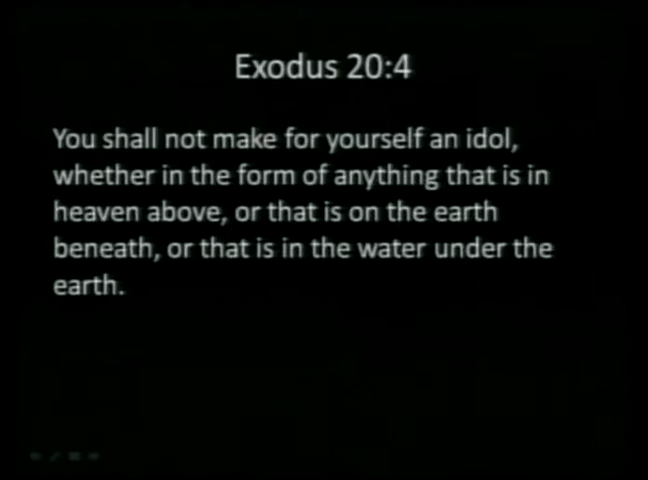 Exodus 20:4
You shall not make for yourself an idol,
whether in the form of anything that is in
heaven above, or that is on the earth
beneath, or that is in the water under the
earth.